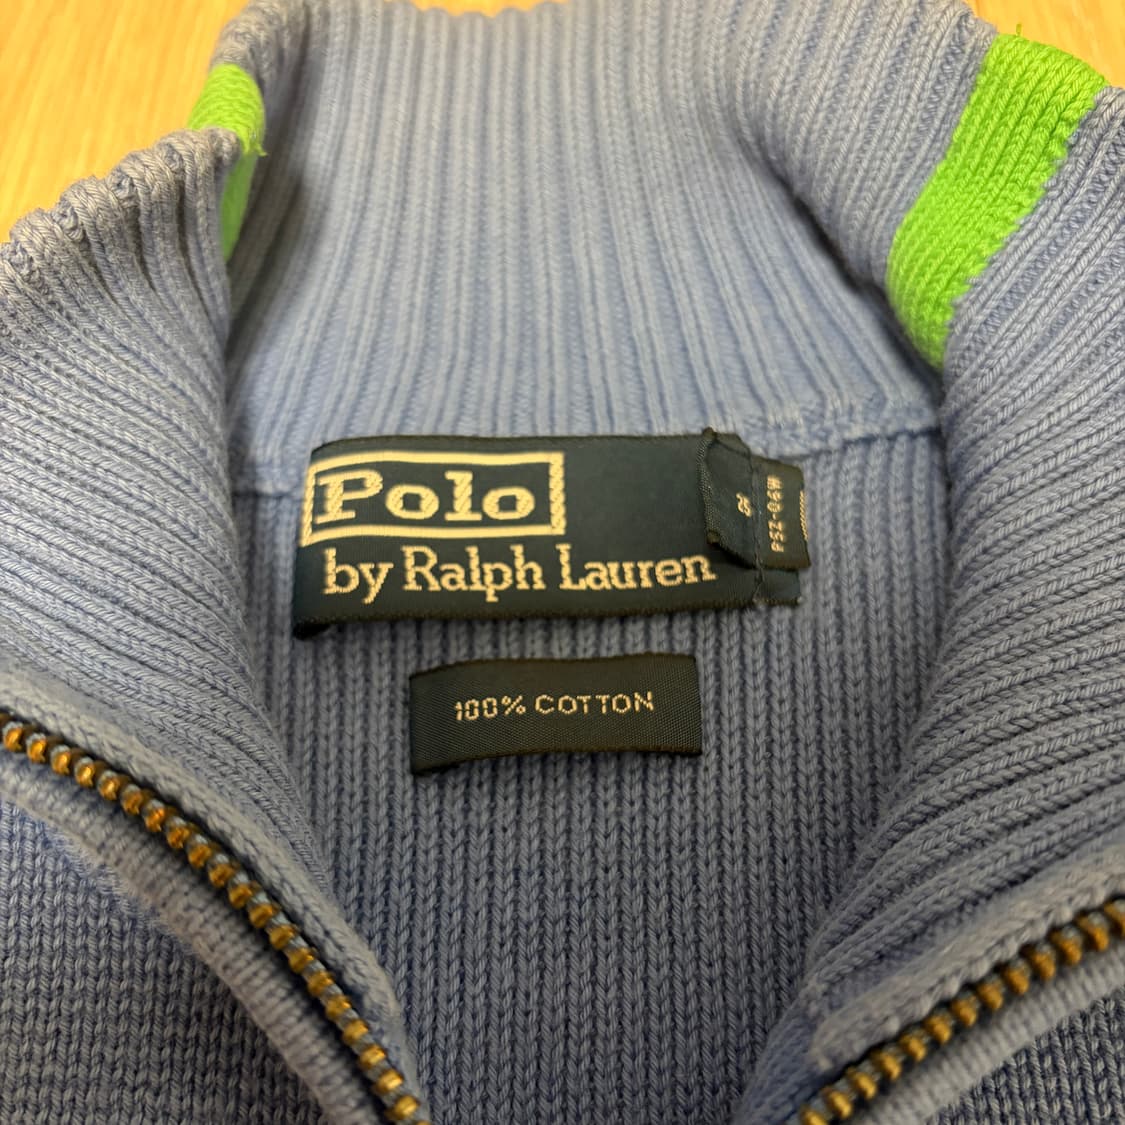 Polo
by Ralph Lauren
100% COTTON